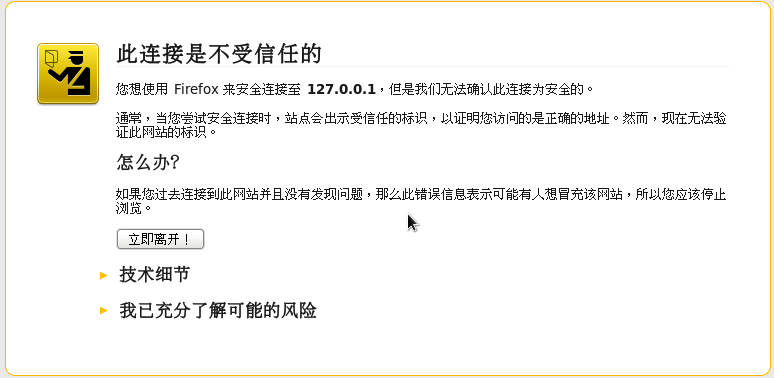 此连接是不受信任的
您想使用 Firefox 来安全连接至 127.0.0.1，但是我们无法确认此连接为安全的。
通常，当您尝试安全连接时，站点会出示受信任的标识，以证明您访问的是正确的地址。然而，现在无法验
证此网站的标识。
怎么办?
如果您过去连接到此网站并且没有发现问题，那么此错误信息表示可能有人想冒充该网站，所以您应该停止
浏览。
立即离开！
技术细节
我已充分了解可能的风险